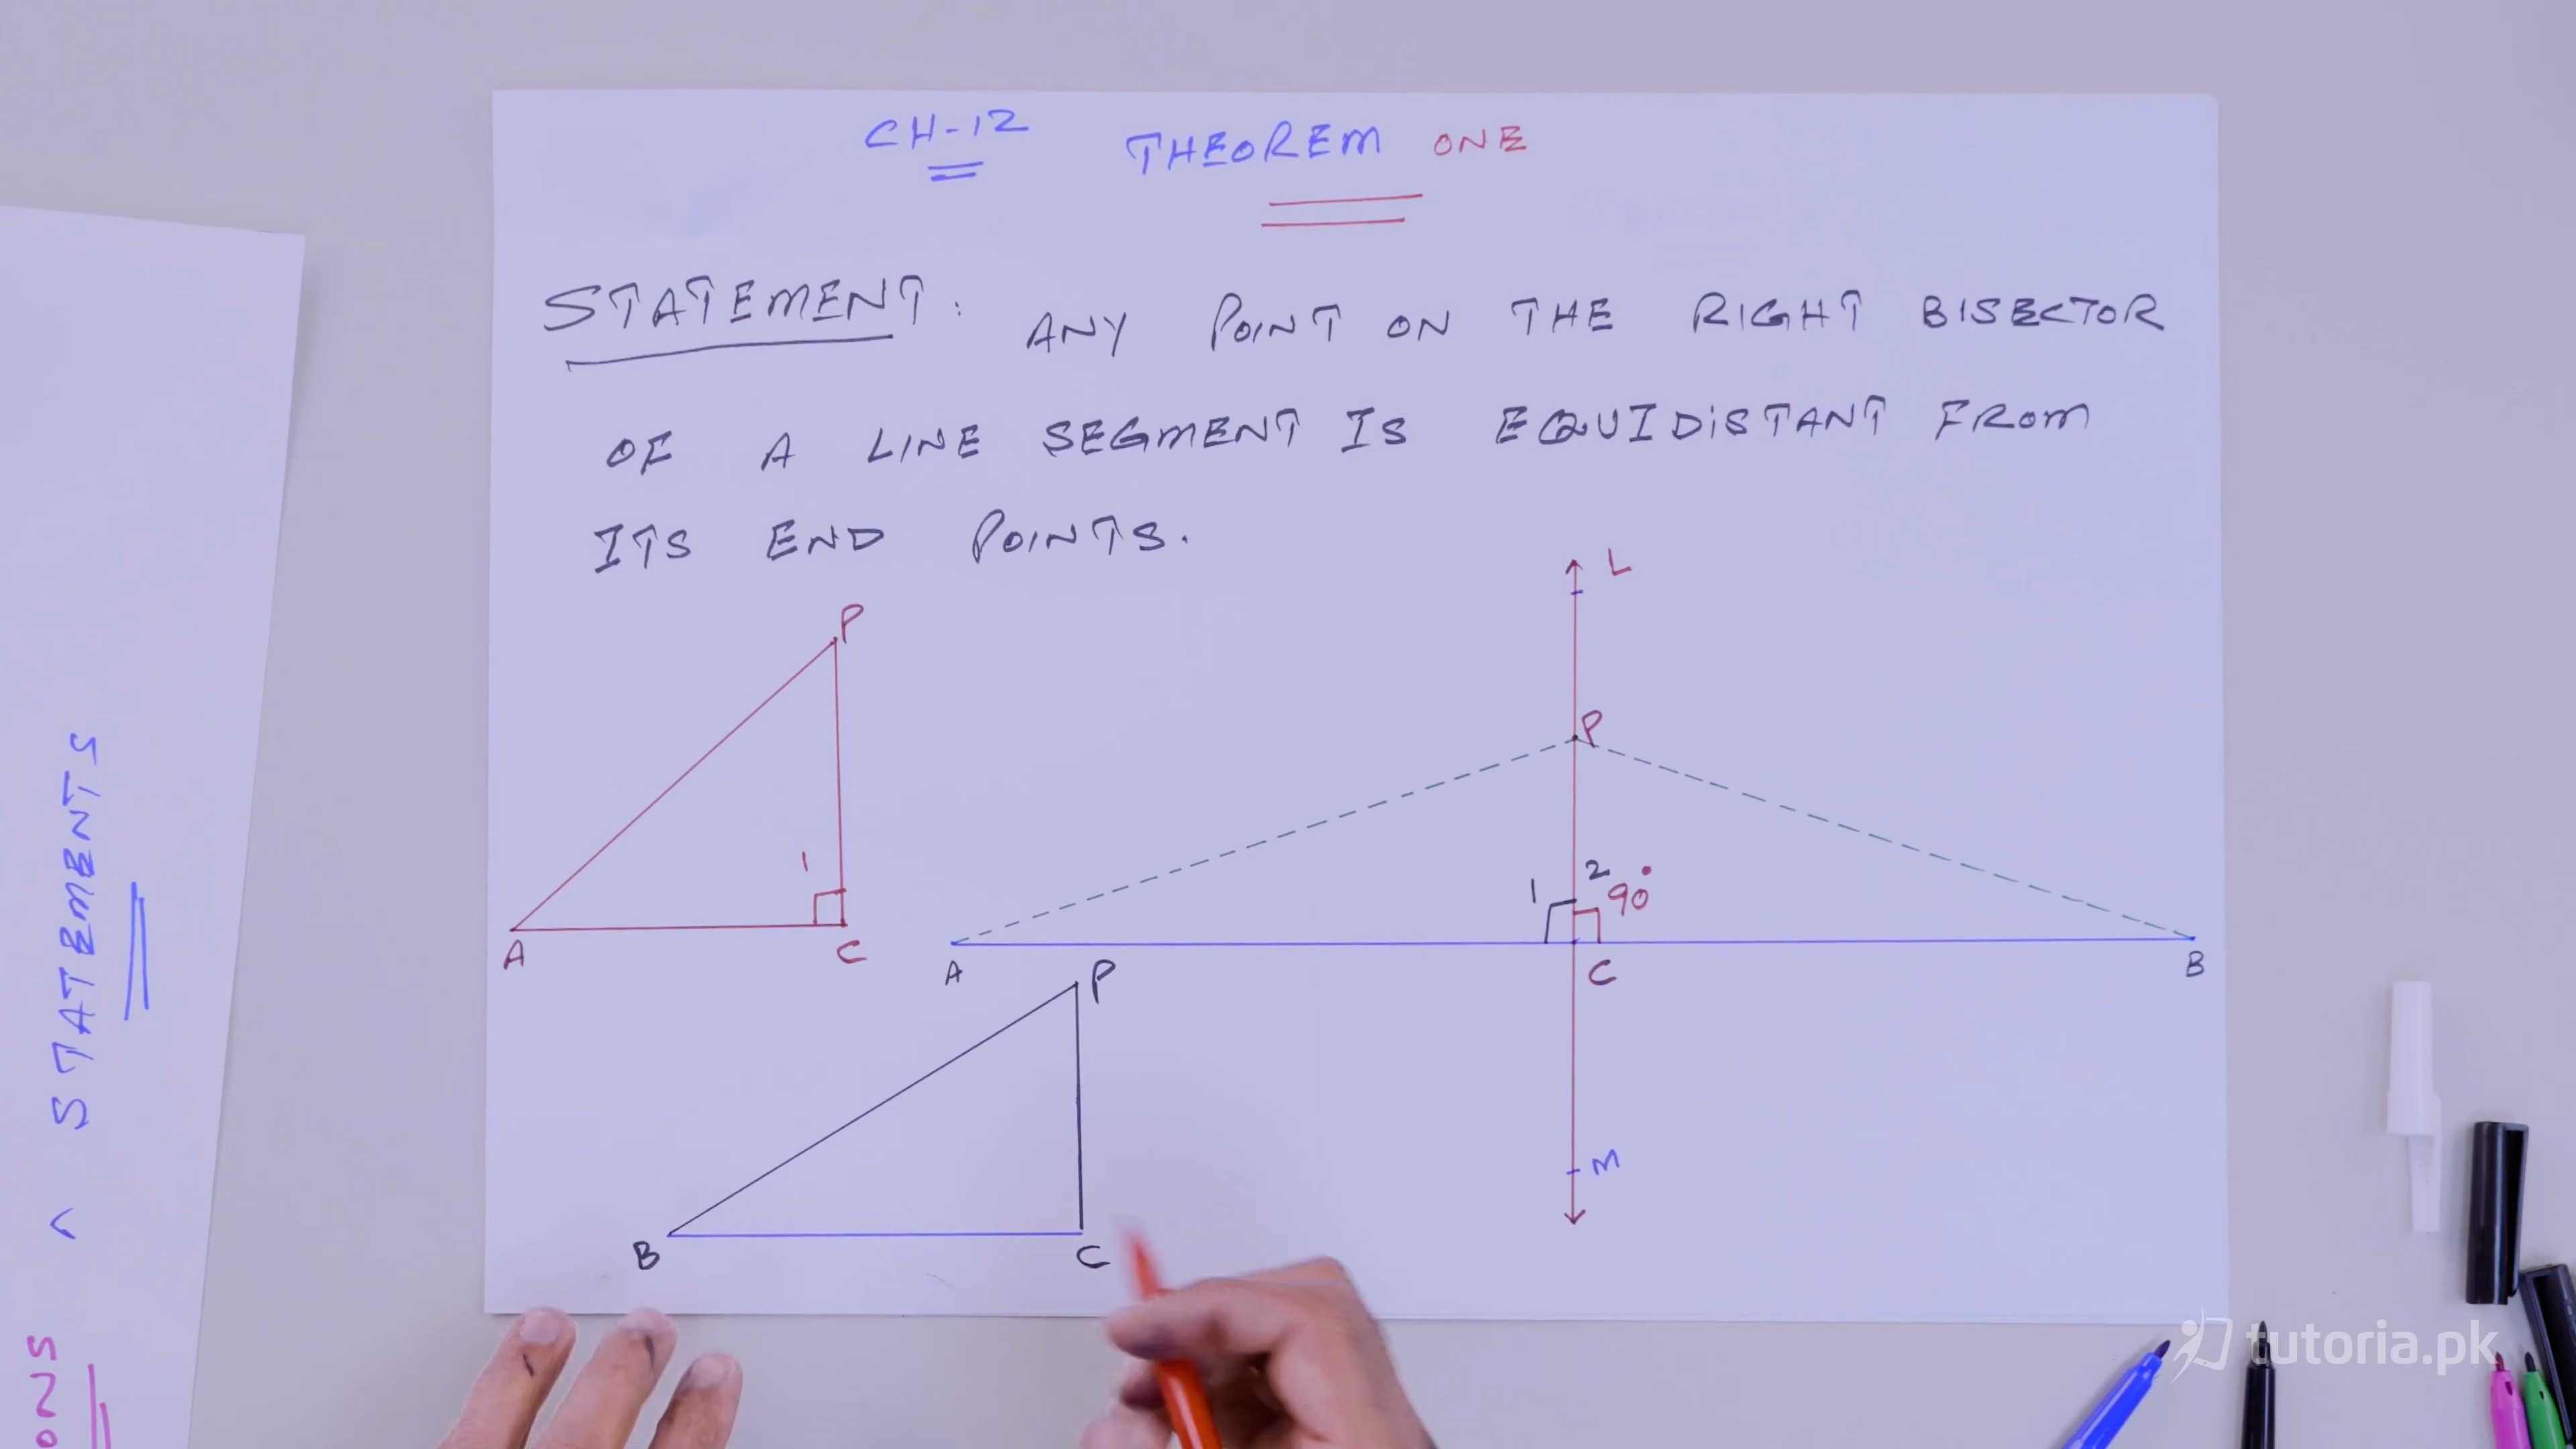 CH-12 THEOREM ONE
STATEMENT: ANY POINT ON THE RIGHT BISECTOR
OF A LINE SEGMENT IS EQUIDISTANT FROM
ITS END POINTS.
L
P
P
2
1
90°
1
A
C
A
C
B
P
M
B
C
STATEMENTS
tutoria.pk